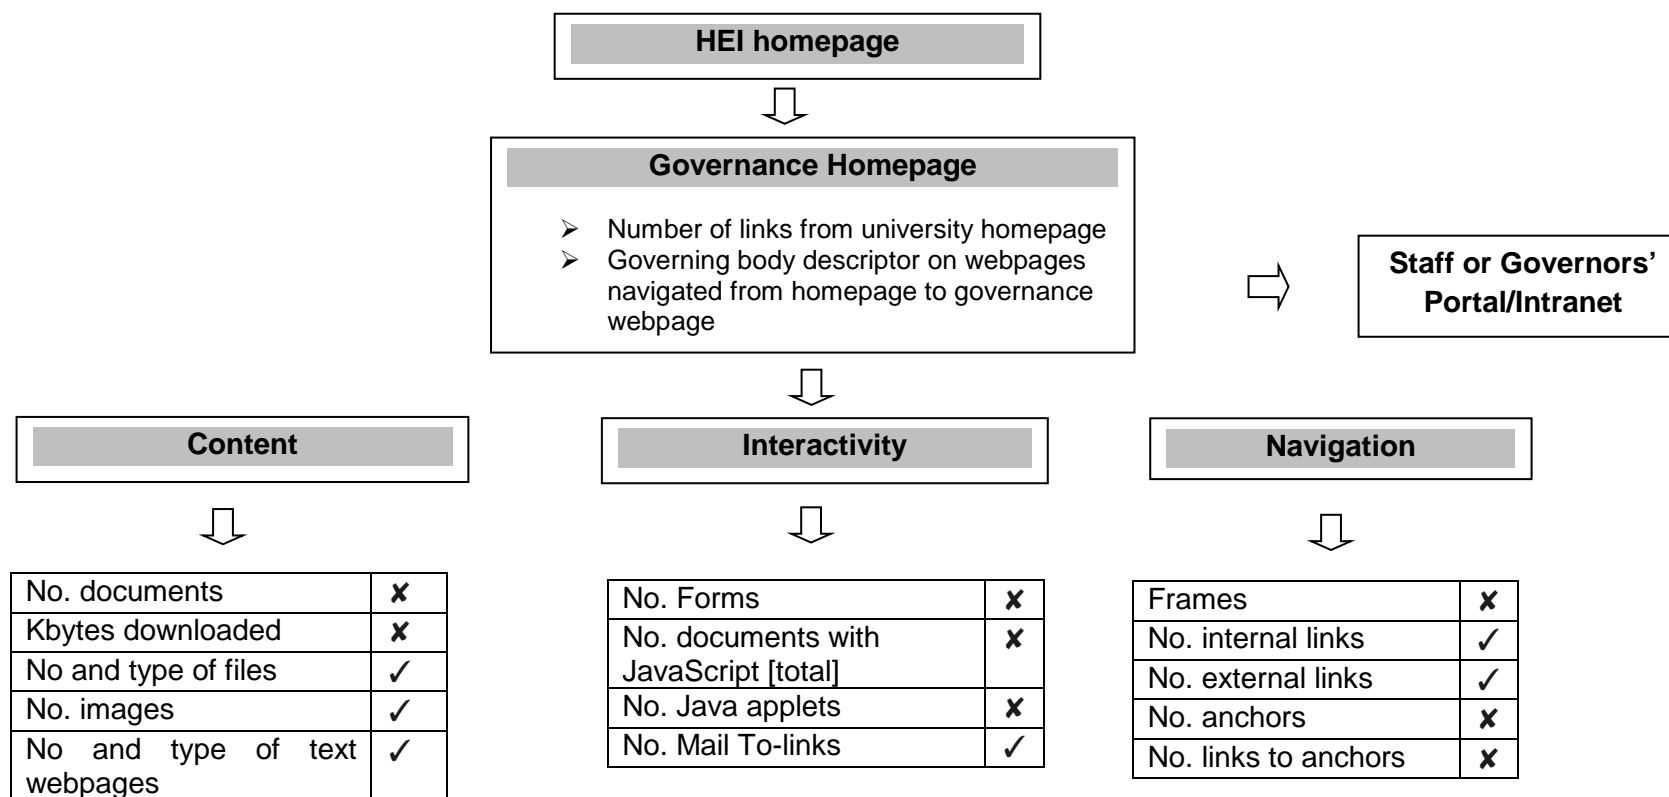 HEI homepage
Governance Homepage
➢ Number of links from university homepage
➢ Governing body descriptor on webpages
navigated from homepage to governance
webpage
Staff or Governors’
Portal/Intranet
Content
No. documents ✘
Kbytes downloaded ✘
No and type of files ✓
No. images ✓
No and type of text ✓
webpages
Interactivity
No. Forms ✘
No. documents with ✘
JavaScript [total]
No. Java applets ✘
No. Mail To-links ✓
Navigation
Frames ✘
No. internal links ✓
No. external links ✓
No. anchors ✘
No. links to anchors ✘